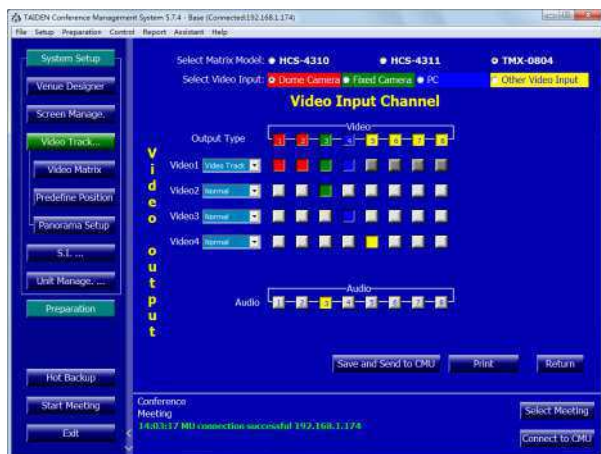 TAIDEN Conference Management System 5.7.4 - Base (Connected:192.168.1.174)
File Setup Preparation Control Report Assistant Help
System Setup
Venue Designer
Screen Manage.
Video Track...
Video Matrix
Predefine Position
Panorama Setup
S.I. ...
Unit Manage. ...
Preparation
Hot Backup
Start Meeting
Exit
Select Matrix Model: HCS-4310 HCS-4311 TMX-0804
Select Video Input: Dome Camera Fixed Camera PC Other Video Input
Video Input Channel
Video
Output Type 1 2 3 4 5 6 7 8
Video output
Video1 Video Track
Video2 Normal
Video3 Normal
Video4 Normal
Audio
Audio 1 2 3 4 5 6 7 8
Save and Send to CMU Print Return
Conference
Meeting
14:03:17 MU connection successful 192.168.1.174
Select Meeting
Connect to CMU